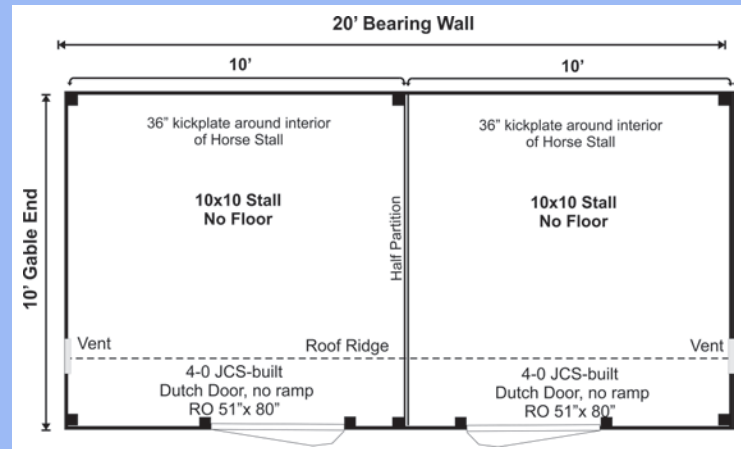 20’ Bearing Wall
10’
10’
10’ Gable End
36” kickplate around interior
of Horse Stall
10x10 Stall
No Floor
Half Partition
36” kickplate around interior
of Horse Stall
10x10 Stall
No Floor
Vent
Roof Ridge
Vent
4-0 JCS-built
Dutch Door, no ramp
RO 51”x 80”
4-0 JCS-built
Dutch Door, no ramp
RO 51”x 80”